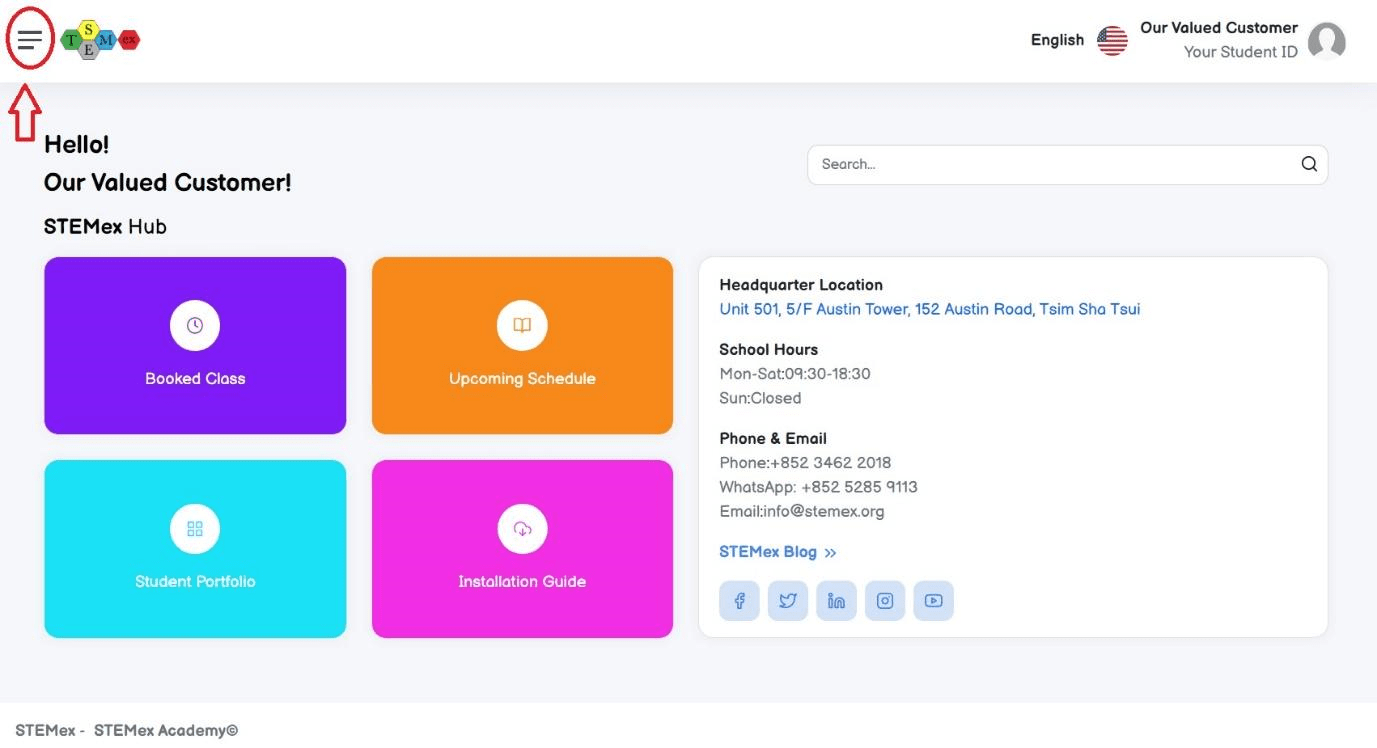 S
T M ex
E
English
Our Valued Customer
Your Student ID
Hello!
Our Valued Customer!
Search...
STEMex Hub
Booked Class
Upcoming Schedule
Student Portfolio
Installation Guide
Headquarter Location
Unit 501, 5/F Austin Tower, 152 Austin Road, Tsim Sha Tsui
School Hours
Mon-Sat:09:30-18:30
Sun:Closed
Phone & Email
Phone:+852 3462 2018
WhatsApp: +852 5285 9113
Email:info@stemex.org
STEMex Blog »
STEMex - STEMex Academy©